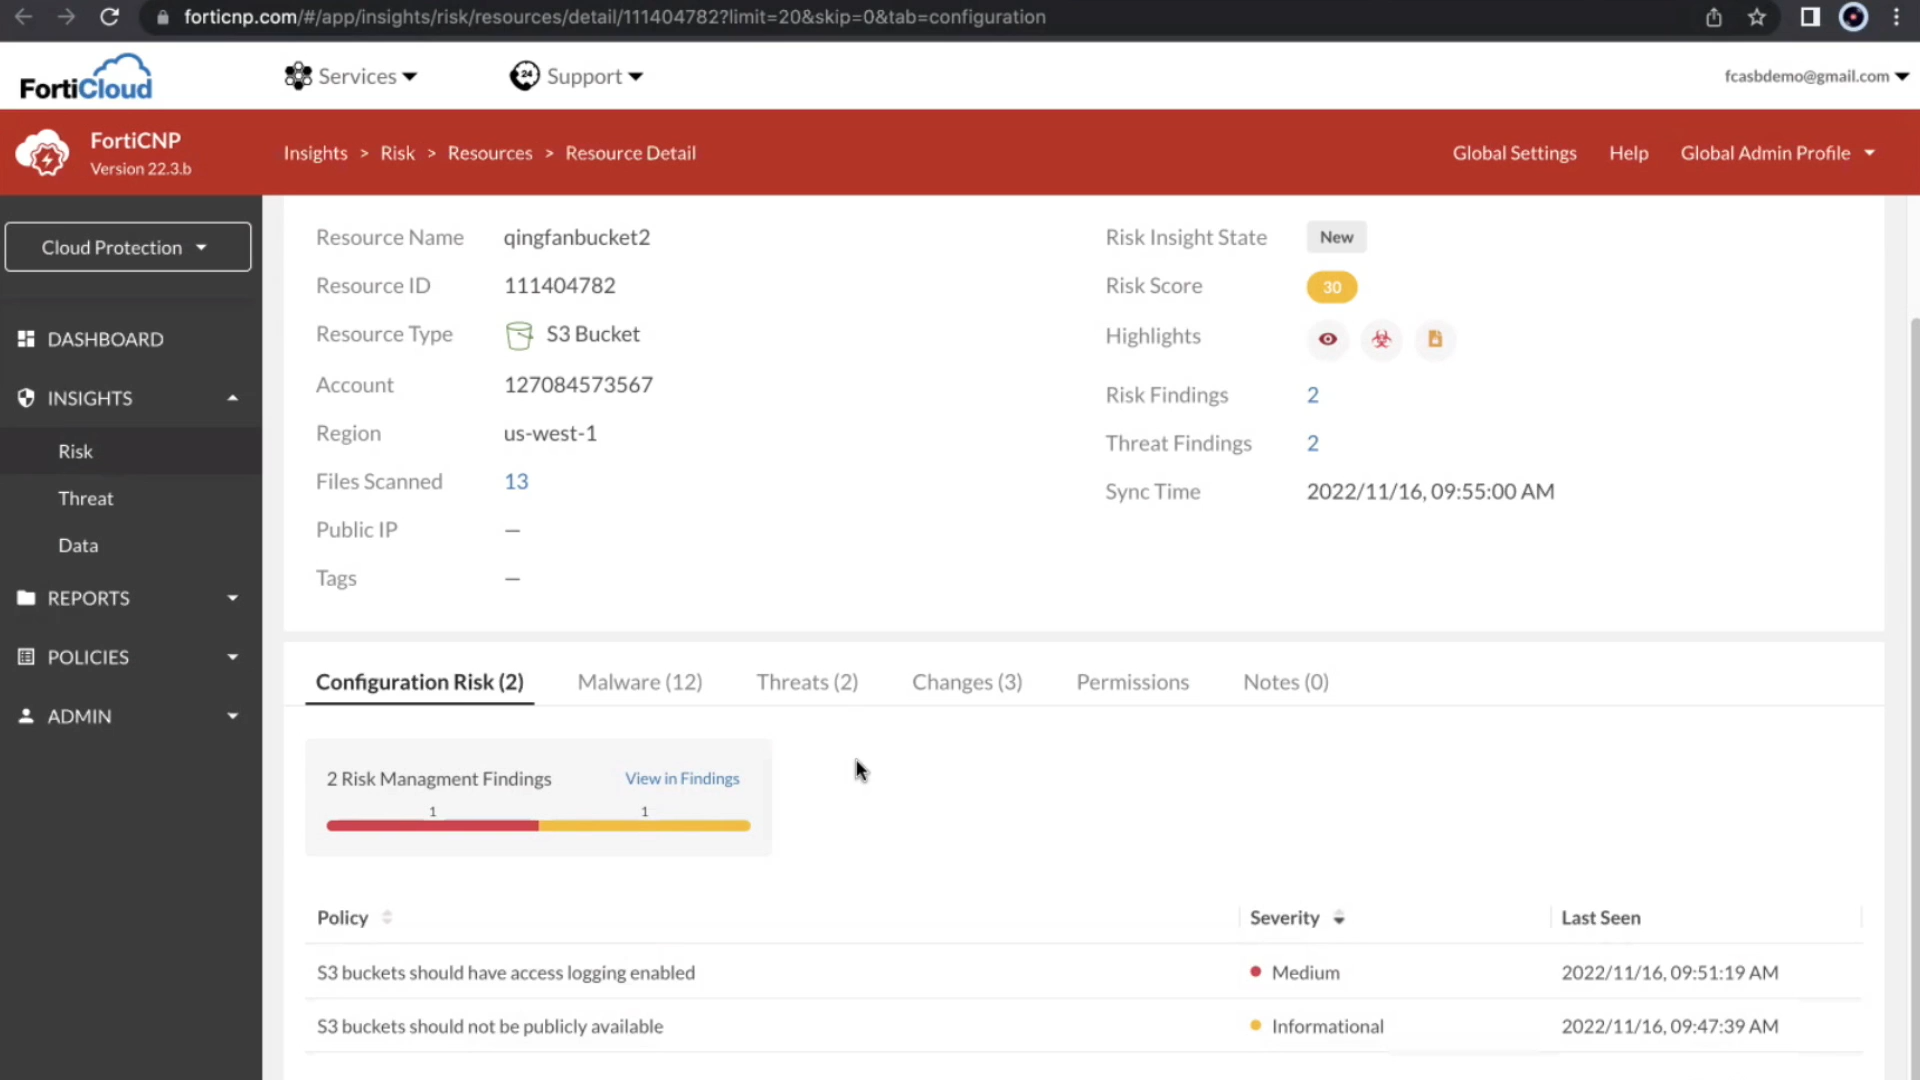 forticnp.com/#/app/insights/risk/resources/detail/111404782?limit=20&skip=0&tab=configuration
FortiCloud
Services
24
Support
fcasbdemo@gmail.com
FortiCNP
Version 22.3.b
Insights > Risk > Resources > Resource Detail
Global Settings
Help
Global Admin Profile
Cloud Protection
DASHBOARD
INSIGHTS
Risk
Threat
Data
REPORTS
POLICIES
ADMIN
Resource Name qingfanbucket2
Resource ID 111404782
Resource Type S3 Bucket
Account 127084573567
Region us-west-1
Files Scanned 13
Public IP —
Tags —
Risk Insight State New
Risk Score 30
Highlights
Risk Findings 2
Threat Findings 2
Sync Time 2022/11/16, 09:55:00 AM
Configuration Risk (2) Malware (12) Threats (2) Changes (3) Permissions Notes (0)
2 Risk Managment Findings View in Findings
1 1
Policy Severity Last Seen
S3 buckets should have access logging enabled Medium 2022/11/16, 09:51:19 AM
S3 buckets should not be publicly available Informational 2022/11/16, 09:47:39 AM